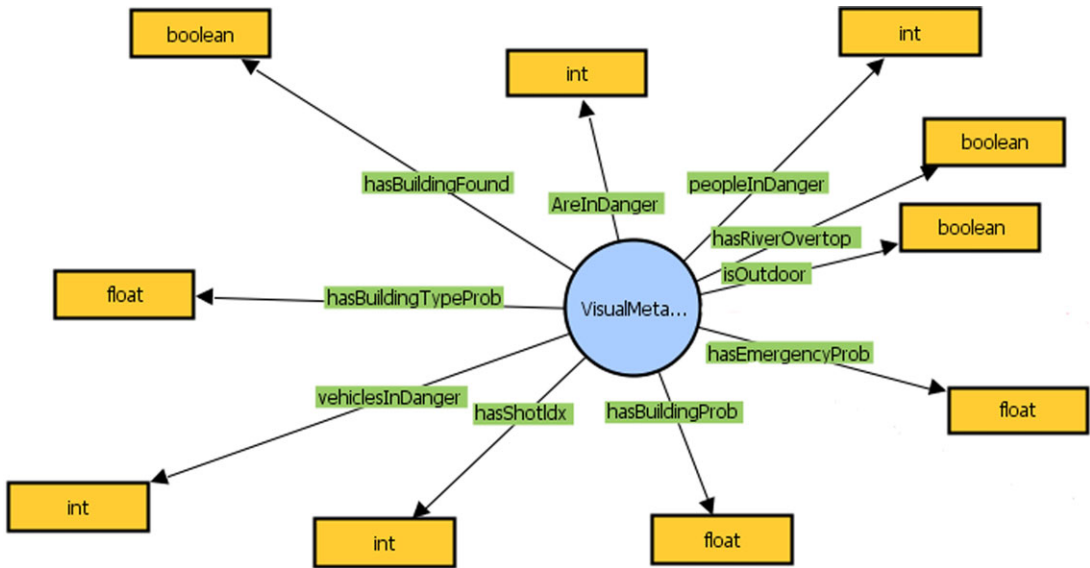 boolean
int
int
boolean
hasBuildingFound
peopleInDanger
AreInDanger
boolean
hasRiverOvertop
isOutdoor
float
hasBuildingTypeProb
VisualMeta...
hasEmergencyProb
vehiclesInDanger
hasShotIdx
hasBuildingProb
float
int
int
float